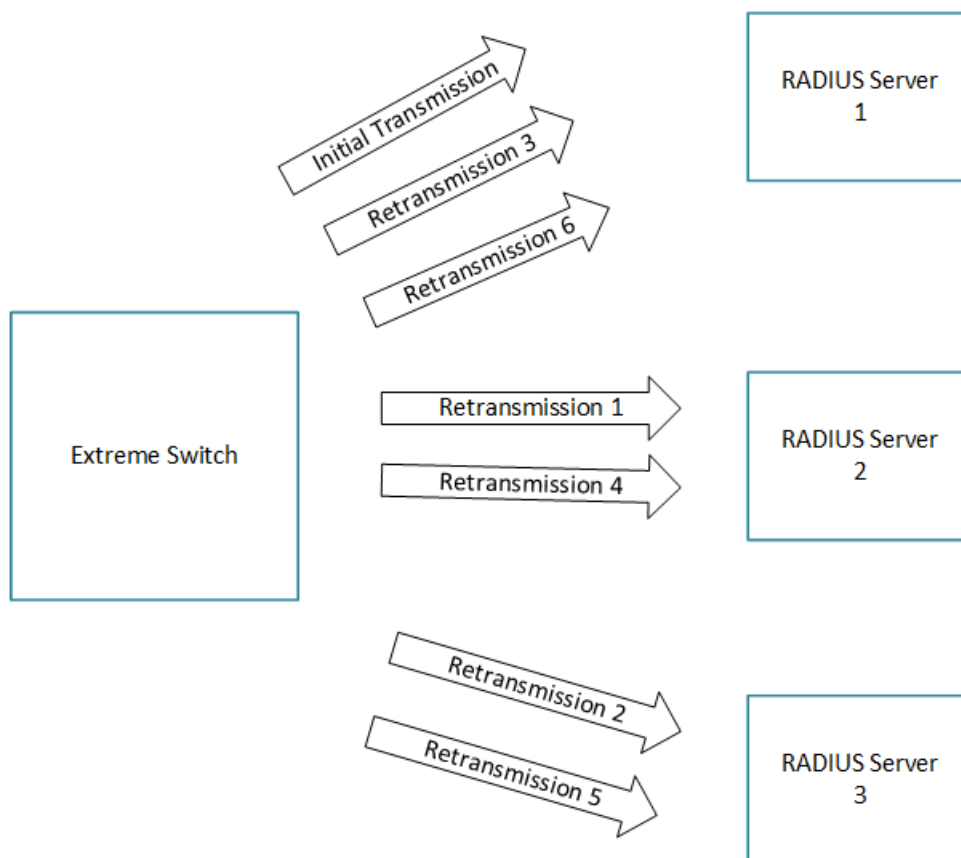 Initial Transmission
Retransmission 3
Retransmission 6
RADIUS Server
1
Extreme Switch
Retransmission 1
Retransmission 4
RADIUS Server
2
Retransmission 2
Retransmission 5
RADIUS Server
3